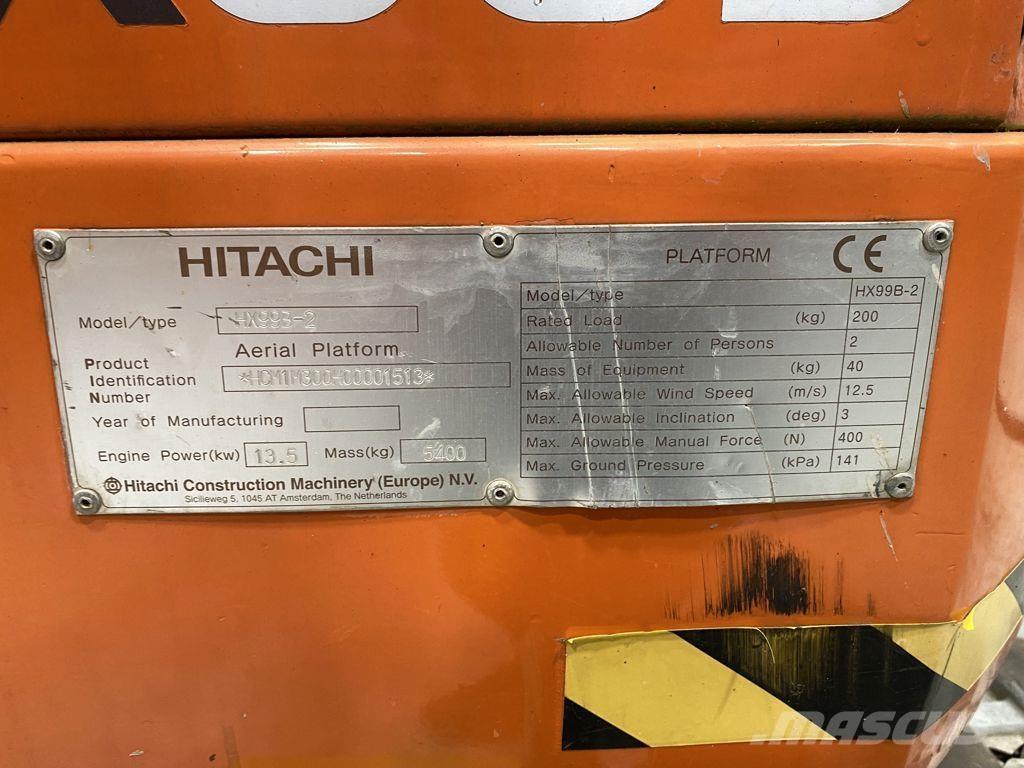 HITACHI
Model/type HX99B-2
Aerial Platform
Product
Identification *HCM1M300H00001513*
Number
Year of Manufacturing
Engine Power(kw) 13.5 Mass(kg) 5400
Hitachi Construction Machinery (Europe) N.V.
Sicilieweg 5, 1045 AT Amsterdam, The Netherlands
PLATFORM CE
Model/type HX99B-2
Rated Load (kg) 200
Allowable Number of Persons 2
Mass of Equipment (kg) 40
Max. Allowable Wind Speed (m/s) 12.5
Max. Allowable Inclination (deg) 3
Max. Allowable Manual Force (N) 400
Max. Ground Pressure (kPa) 141
MASCUS